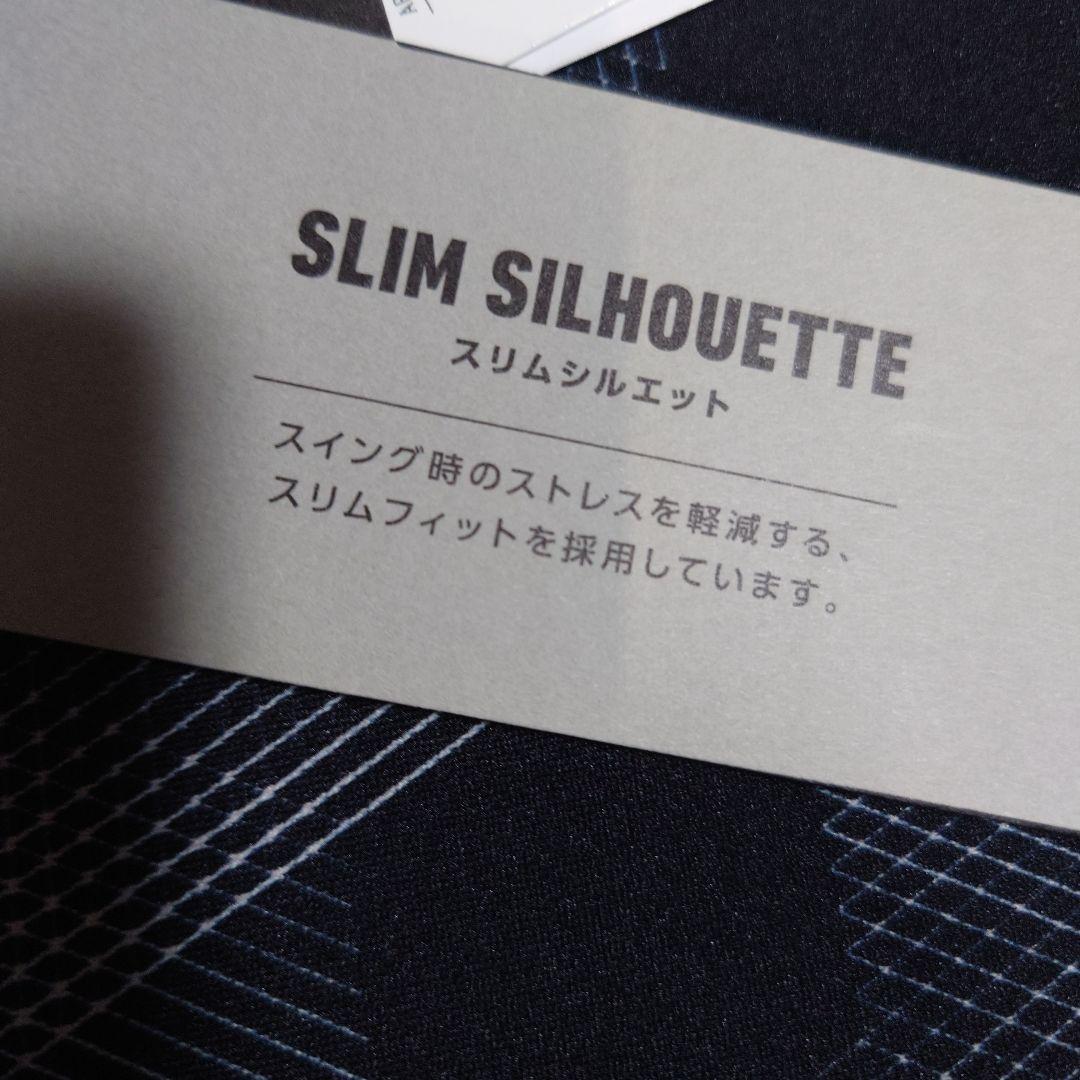 SLIM SILHOUETTE
スリムシルエット
スイング時のストレスを軽減する、
スリムフィットを採用しています。